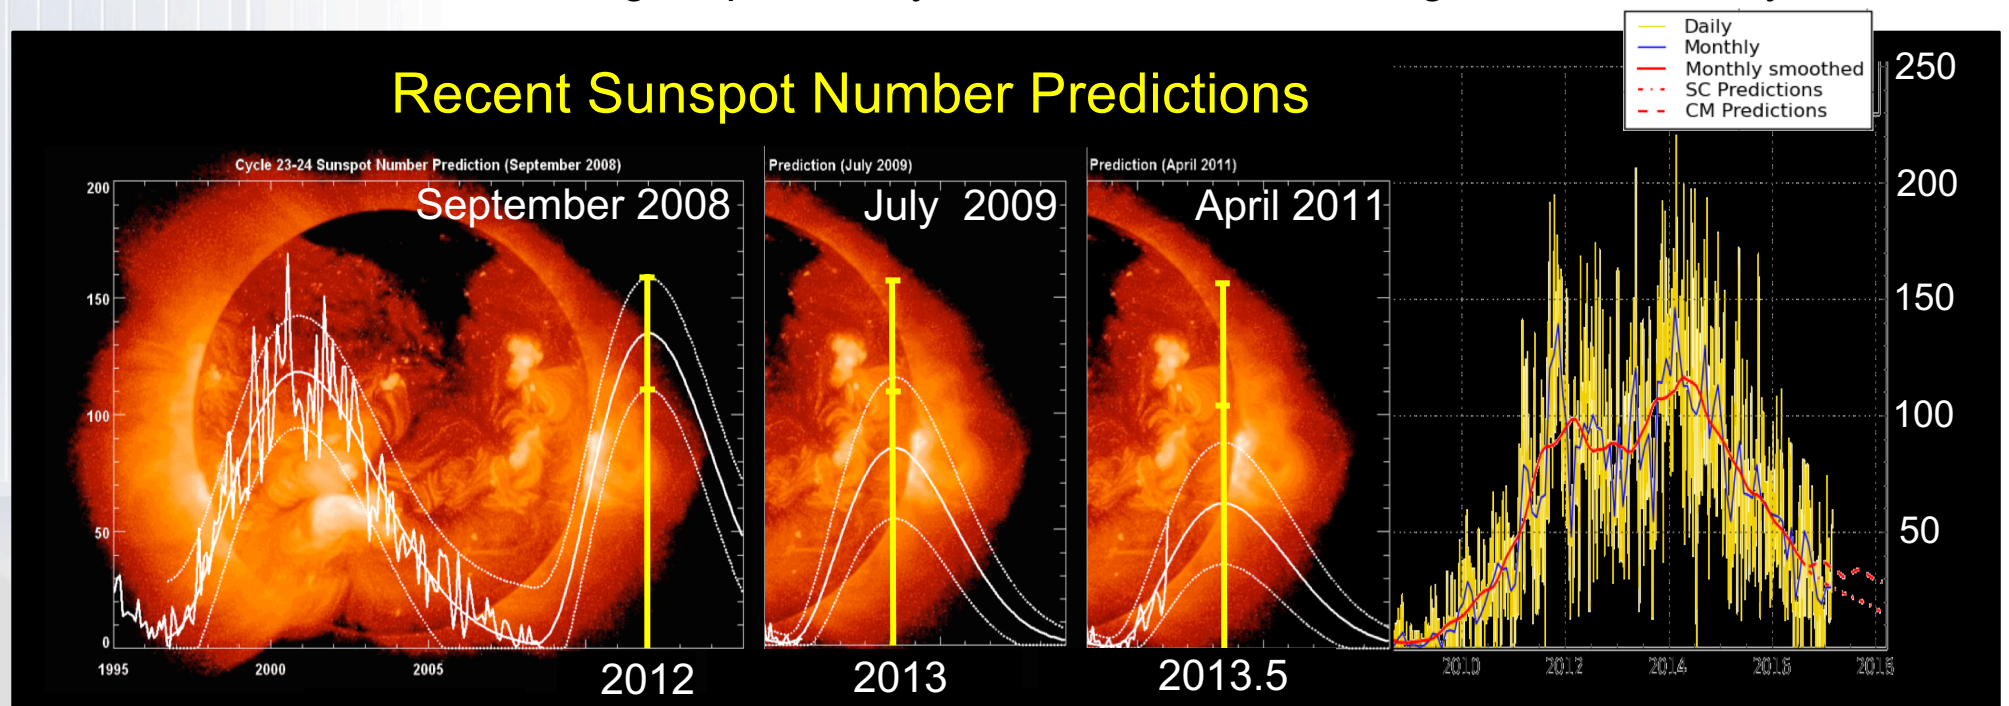 Daily
Monthly
Monthly smoothed
SC Predictions
CM Predictions
Recent Sunspot Number Predictions
Cycle 23-24 Sunspot Number Prediction (September 2008)
September 2008
200
150
100
50
0
1995
2000
2005
2012
Prediction (July 2009)
July 2009
2013
Prediction (April 2011)
April 2011
2013.5
250
200
150
100
50
2010
2012
2014
2016
2018